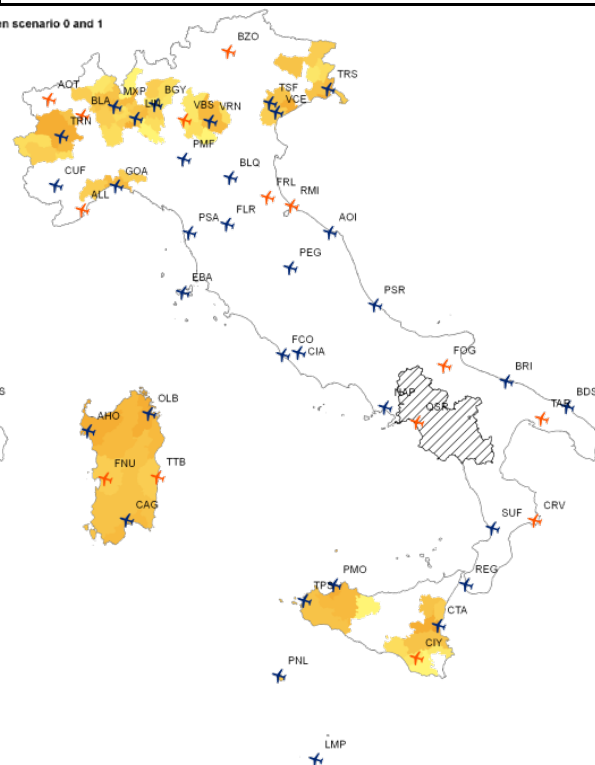 en scenario 0 and 1
BZO
TRS
AOT
MXP
BGY
TSF
BLA
VCE
VBS
VRN
TRN
PMF
BLQ
CUF
GOA
ALL
FRL
RMI
PSA
FLR
AOI
PEG
EBA
PSR
FCO
CIA
FOG
BRI
NAP
QSR
TAR
BDS
S
OLB
AHO
FNU
TTB
CAG
SUF
CRV
PMO
REG
TPS
CTA
CIY
PNL
LMP